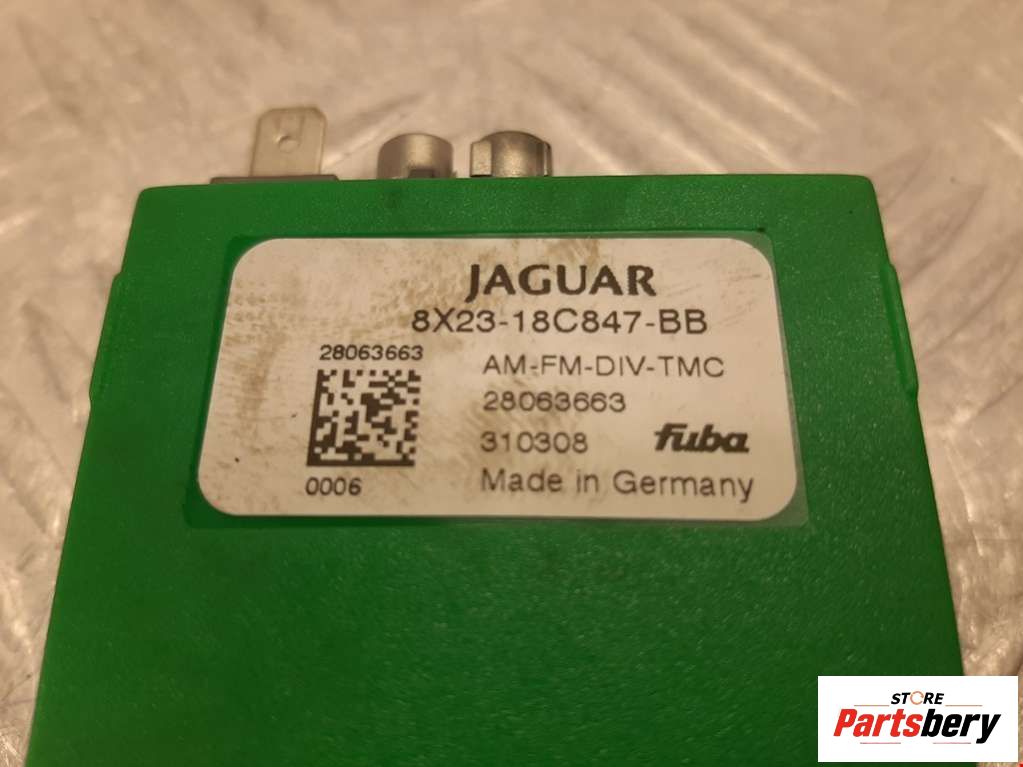 JAGUAR
8X23-18C847-BB
28063663
AM-FM-DIV-TMC
28063663
310308 fuba
0006
Made in Germany
STORE
Partsbery